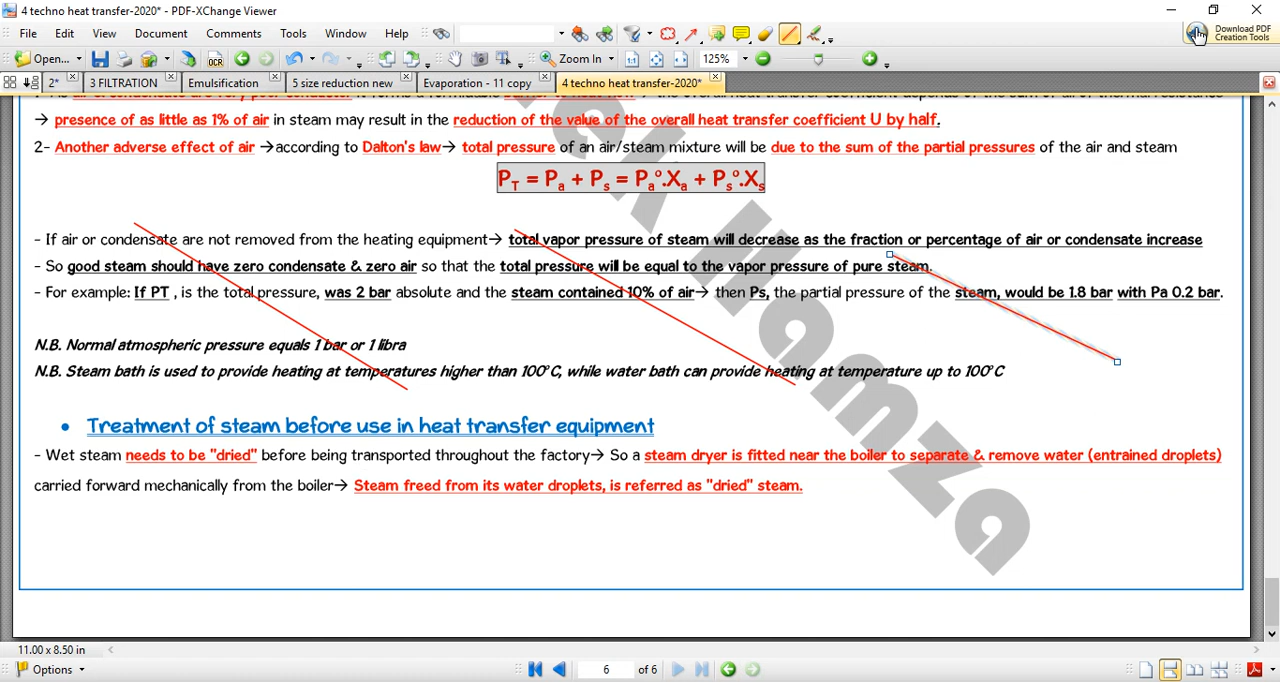 4 techno heat transfer-2020* - PDF-XChange Viewer
File Edit View Document Comments Tools Window Help
Download PDF Creation Tools
Open... OCR Zoom In 125%
2* 3 FILTRATION Emulsification 5 size reduction new Evaporation - 11 copy 4 techno heat transfer-2020*
→ presence of as little as 1% of air in steam may result in the reduction of the value of the overall heat transfer coefficient U by half.
2- Another adverse effect of air →according to Dalton's law→ total pressure of an air/steam mixture will be due to the sum of the partial pressures of the air and steam
PT = Pa + Ps = Pa°.Xa + Ps°.Xs
- If air or condensate are not removed from the heating equipment→ total vapor pressure of steam will decrease as the fraction or percentage of air or condensate increase
- So good steam should have zero condensate & zero air so that the total pressure will be equal to the vapor pressure of pure steam.
- For example: If PT , is the total pressure, was 2 bar absolute and the steam contained 10% of air→ then Ps, the partial pressure of the steam, would be 1.8 bar with Pa 0.2 bar.
N.B. Normal atmospheric pressure equals 1 bar or 1 libra
N.B. Steam bath is used to provide heating at temperatures higher than 100°C, while water bath can provide heating at temperature up to 100°C
• Treatment of steam before use in heat transfer equipment
- Wet steam needs to be "dried" before being transported throughout the factory→ So a steam dryer is fitted near the boiler to separate & remove water (entrained droplets)
carried forward mechanically from the boiler→ Steam freed from its water droplets, is referred as "dried" steam.
Hamza
11.00 x 8.50 in
Options 6 of 6